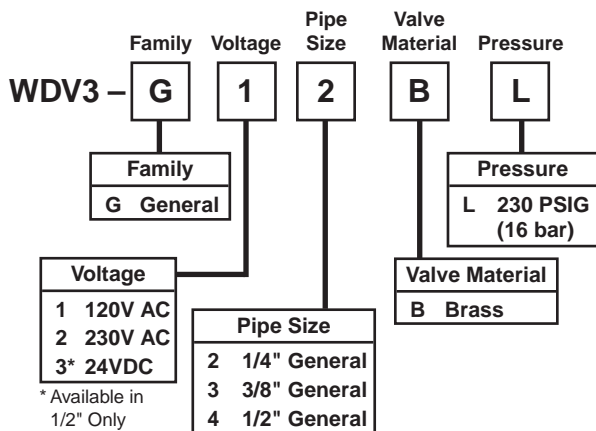 Family Voltage Pipe Size Valve Material Pressure
WDV3 – G 1 2 B L
Family
G General
Pressure
L 230 PSIG
(16 bar)
Voltage
1 120V AC
2 230V AC
3* 24VDC
* Available in
1/2" Only
Valve Material
B Brass
Pipe Size
2 1/4" General
3 3/8" General
4 1/2" General